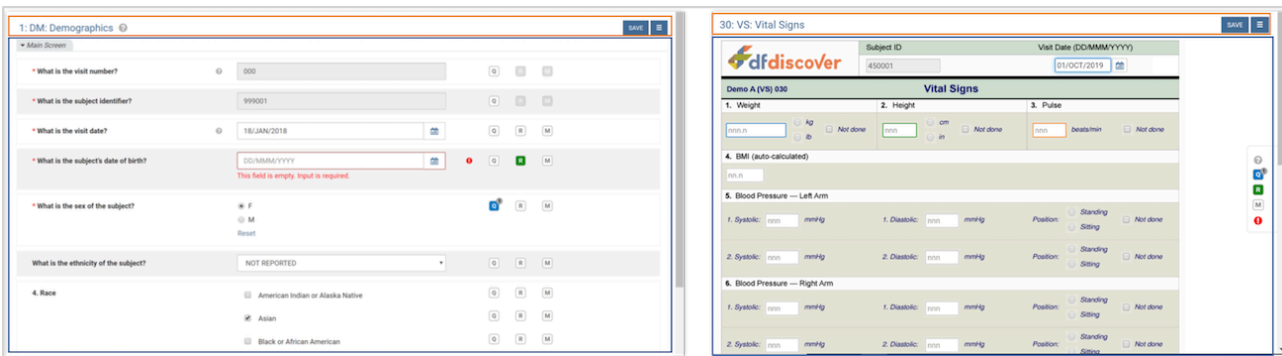 1: DM: Demographics
SAVE
Main Screen
* What is the visit number?
000
Q R M
* What is the subject identifier?
999001
Q
* What is the visit date?
18/JAN/2018
Q R M
* What is the subject's date of birth?
DD/MMM/YYYY
Q R M
This field is empty. Input is required.
* What is the sex of the subject?
F
Q R M
M
Reset
What is the ethnicity of the subject?
NOT REPORTED
Q R M
4. Race
American Indian or Alaska Native
Q R M
Asian
Q R M
Black or African American
Q R M
30: VS: Vital Signs
SAVE
dfdiscover
Subject ID
Visit Date (DD/MMM/YYYY)
450001
01/OCT/2019
Demo A (VS) 030
Vital Signs
1. Weight
2. Height
3. Pulse
nnn.n kg lb Not done
nnn cm in Not done
nnn beats/min Not done
4. BMI (auto-calculated)
nn.n
5. Blood Pressure — Left Arm
1. Systolic: nnn mmHg 1. Diastolic: nnn mmHg Position: Standing Sitting Not done
2. Systolic: nnn mmHg 2. Diastolic: nnn mmHg Position: Standing Sitting Not done
6. Blood Pressure — Right Arm
1. Systolic: nnn mmHg 1. Diastolic: nnn mmHg Position: Standing Sitting Not done
2. Systolic: nnn mmHg 2. Diastolic: nnn mmHg Position: Standing Sitting Not done
Q
R
M